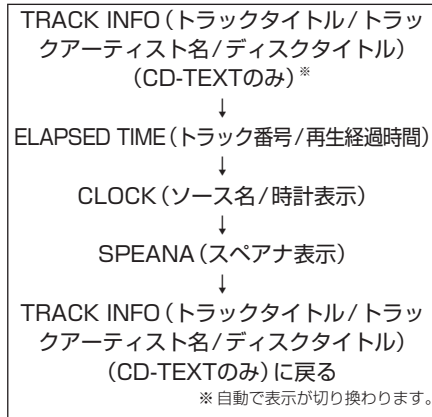 TRACK INFO（トラックタイトル/トラッ
クアーティスト名/ディスクタイトル）
（CD-TEXTのみ）※
↓
ELAPSED TIME（トラック番号/再生経過時間）
↓
CLOCK（ソース名/時計表示）
↓
SPEANA（スペアナ表示）
↓
TRACK INFO（トラックタイトル/トラッ
クアーティスト名/ディスクタイトル）
（CD-TEXTのみ）に戻る
※自動で表示が切り換わります。